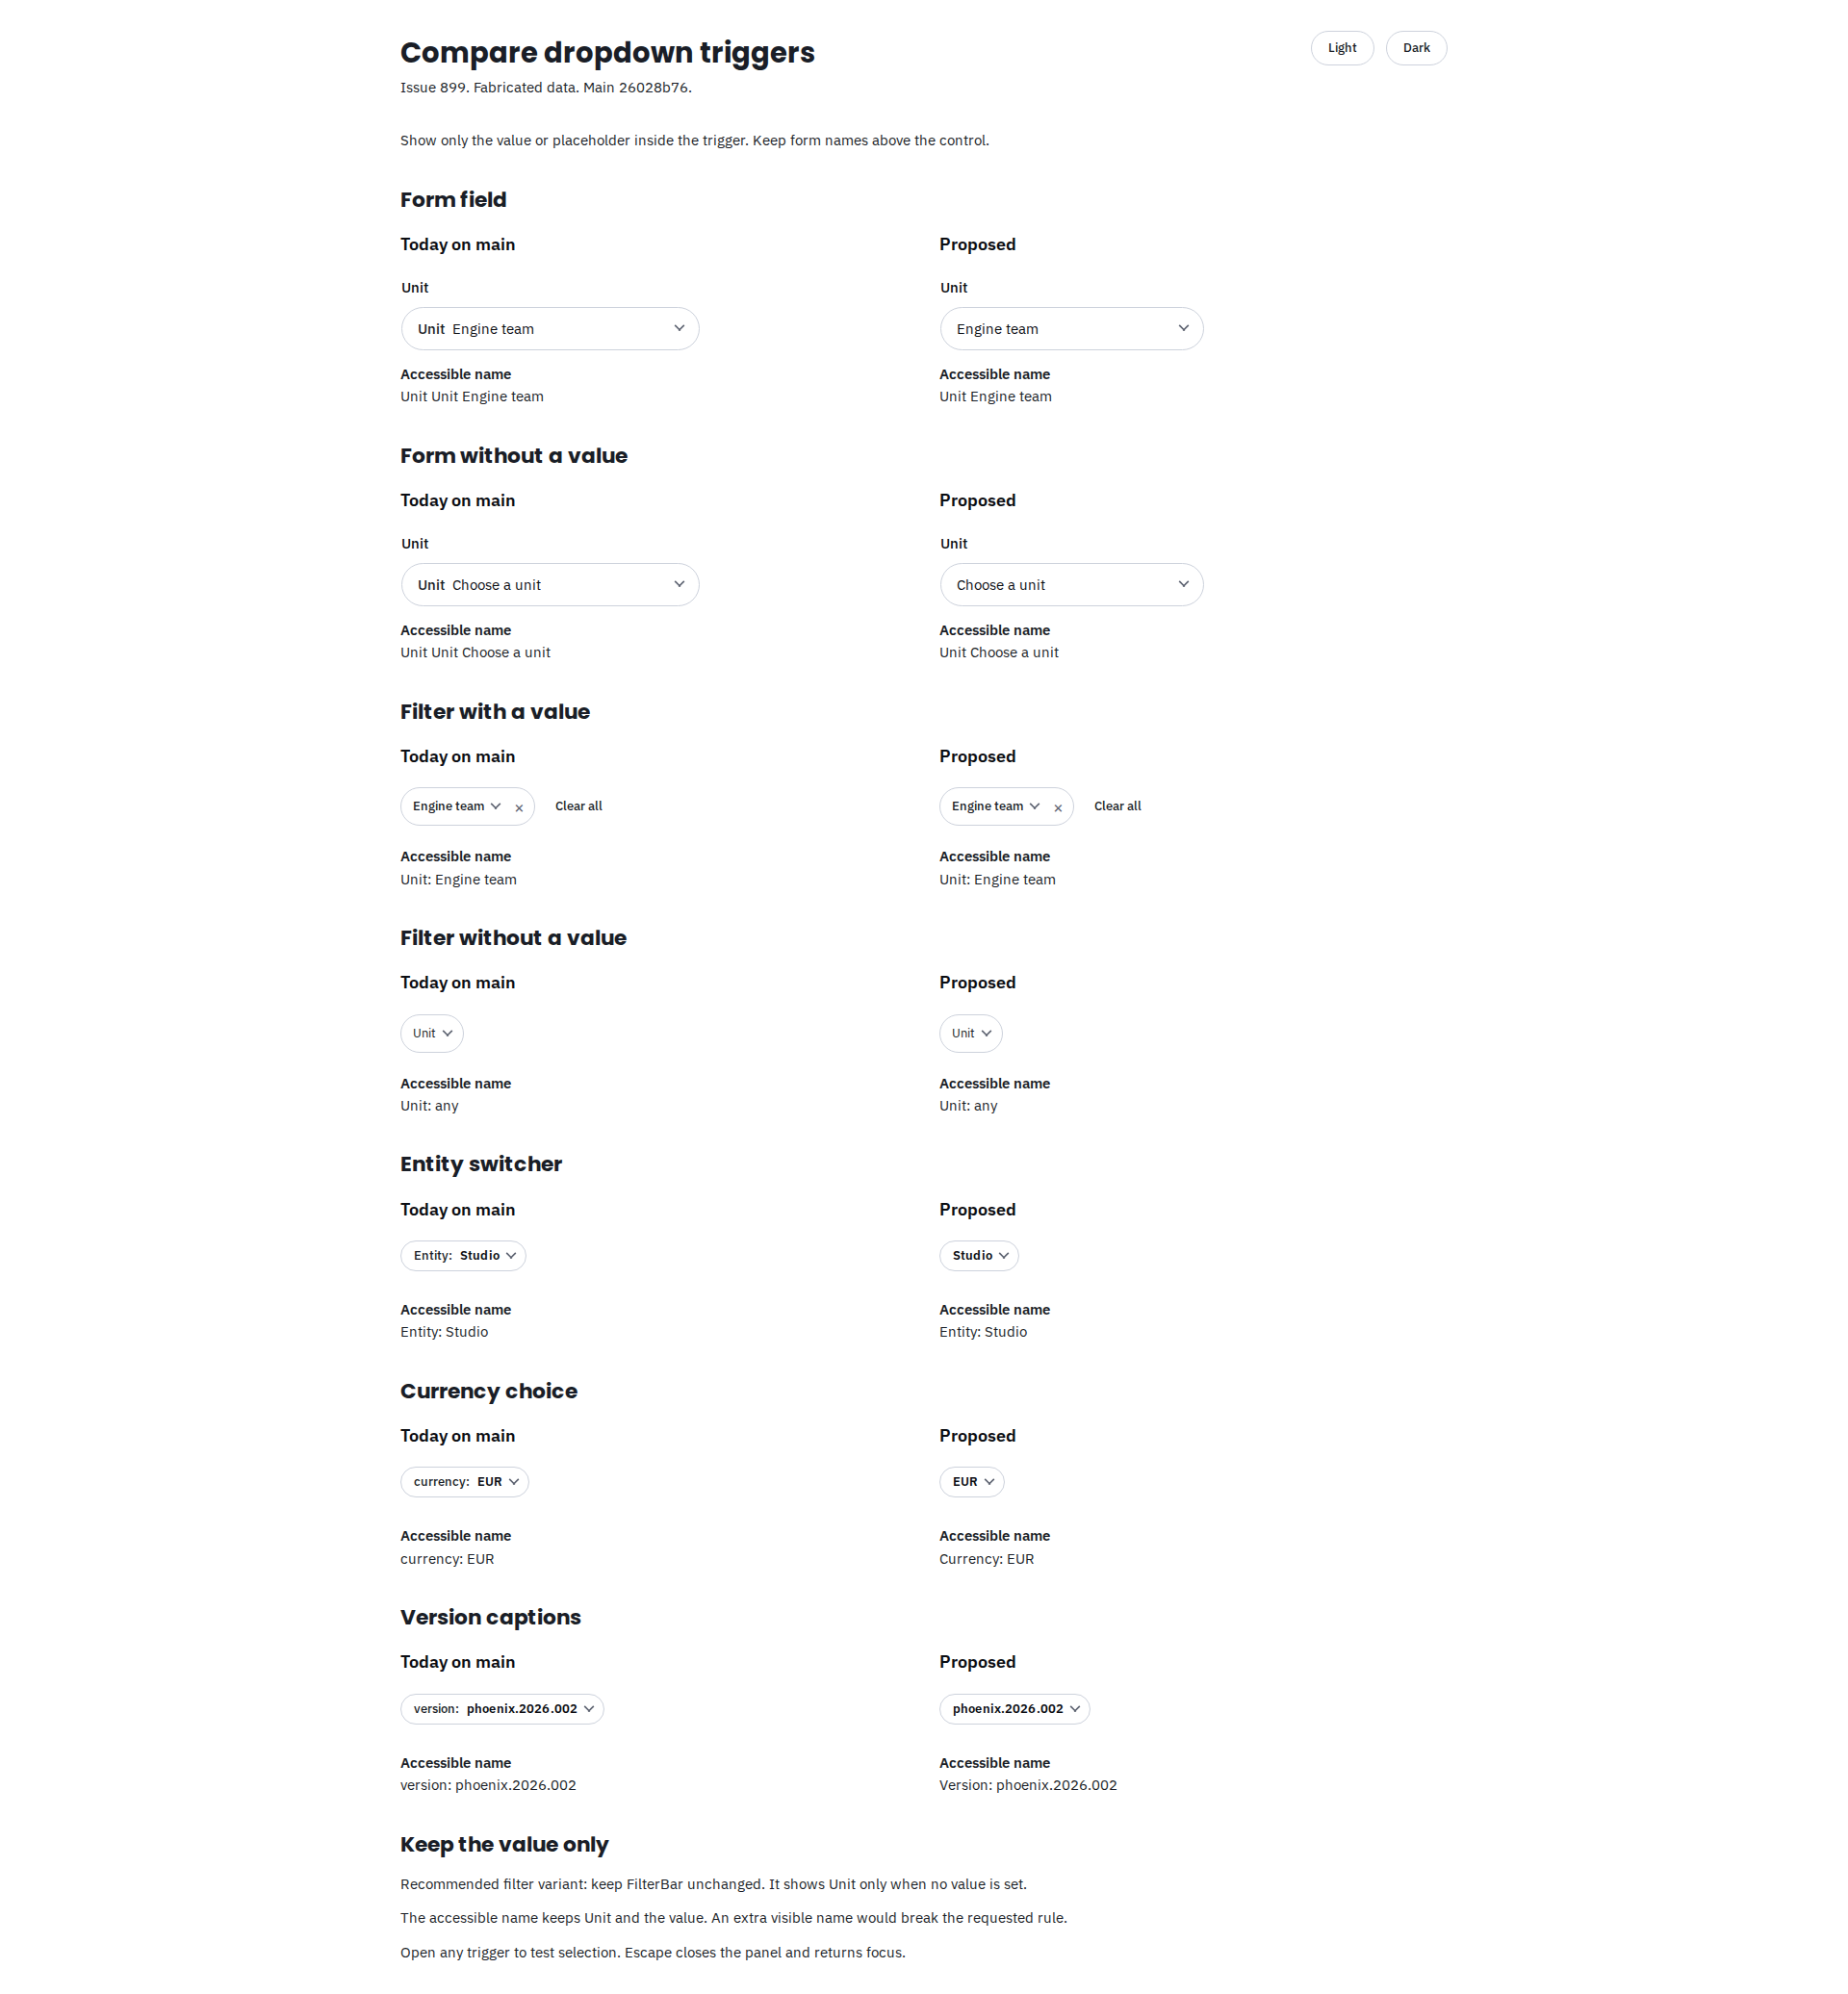 Compare dropdown triggers
Light
Dark
Issue 899. Fabricated data. Main 26028b76.
Show only the value or placeholder inside the trigger. Keep form names above the control.
Form field
Today on main
Proposed
Unit
Unit
Unit Engine team
Engine team
Accessible name
Accessible name
Unit Unit Engine team
Unit Engine team
Form without a value
Today on main
Proposed
Unit
Unit
Unit Choose a unit
Choose a unit
Accessible name
Accessible name
Unit Unit Choose a unit
Unit Choose a unit
Filter with a value
Today on main
Proposed
Engine team × Clear all
Engine team × Clear all
Accessible name
Accessible name
Unit: Engine team
Unit: Engine team
Filter without a value
Today on main
Proposed
Unit
Unit
Accessible name
Accessible name
Unit: any
Unit: any
Entity switcher
Today on main
Proposed
Entity: Studio
Studio
Accessible name
Accessible name
Entity: Studio
Entity: Studio
Currency choice
Today on main
Proposed
currency: EUR
EUR
Accessible name
Accessible name
currency: EUR
Currency: EUR
Version captions
Today on main
Proposed
version: phoenix.2026.002
phoenix.2026.002
Accessible name
Accessible name
version: phoenix.2026.002
Version: phoenix.2026.002
Keep the value only
Recommended filter variant: keep FilterBar unchanged. It shows Unit only when no value is set.
The accessible name keeps Unit and the value. An extra visible name would break the requested rule.
Open any trigger to test selection. Escape closes the panel and returns focus.